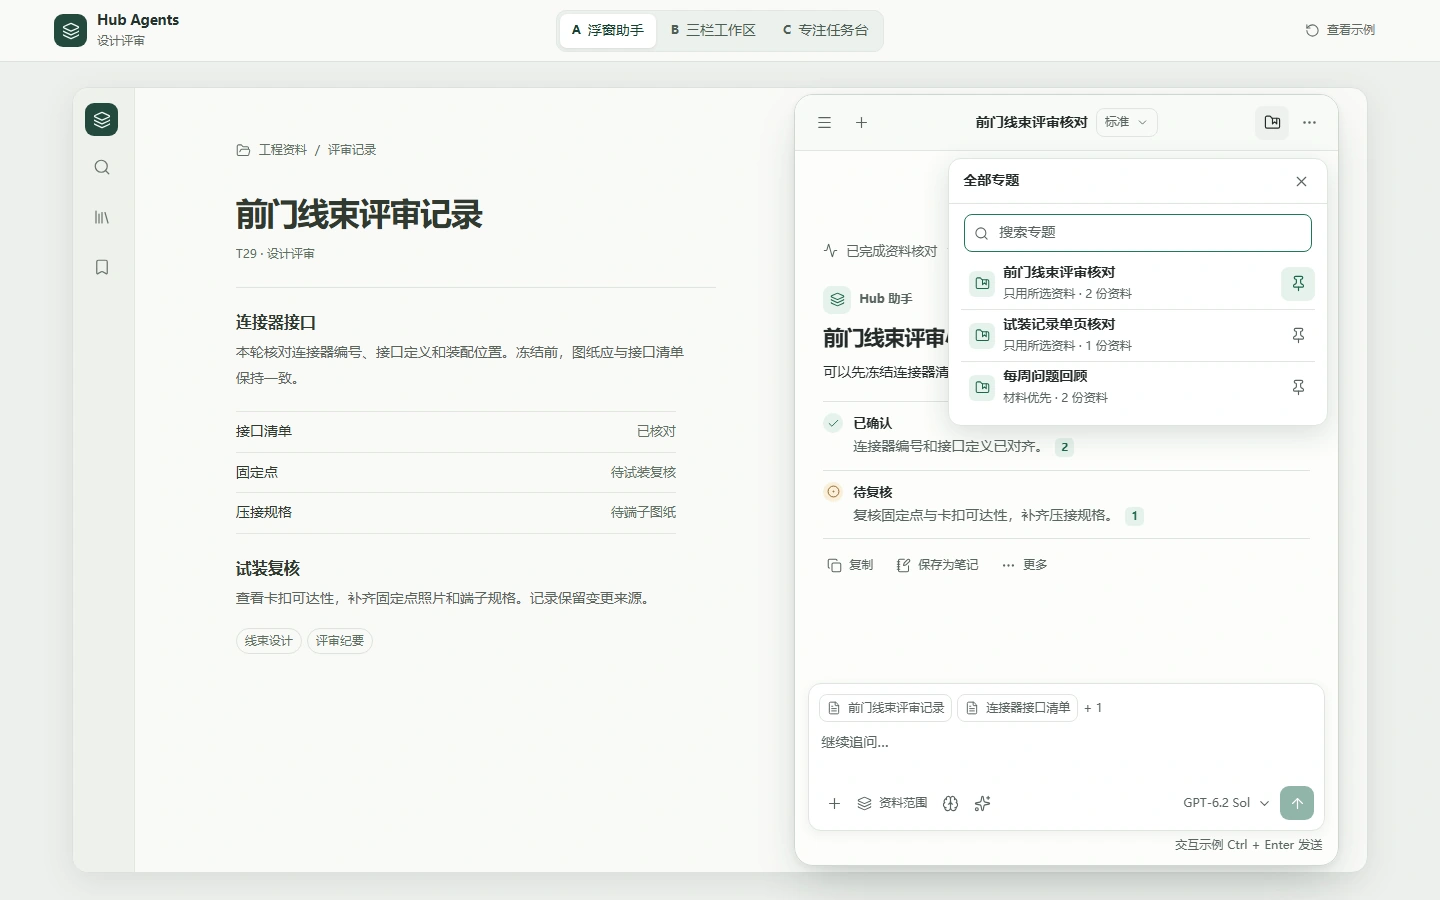 Hub Agents
设计评审
A 浮窗助手
B 三栏工作区
C 专注任务台
查看示例
工程资料 / 评审记录
前门线束评审记录
T29 · 设计评审
连接器接口
本轮核对连接器编号、接口定义和装配位置。冻结前，图纸应与接口清单
保持一致。
接口清单 已核对
固定点 待试装复核
压接规格 待端子图纸
试装复核
查看卡扣可达性，补齐固定点照片和端子规格。记录保留变更来源。
线束设计 评审纪要
前门线束评审核对 标准
全部专题
搜索专题
前门线束评审核对
只用所选资料 · 2 份资料
试装记录单页核对
只用所选资料 · 1 份资料
每周问题回顾
材料优先 · 2 份资料
已完成资料核对
Hub 助手
前门线束评审
可以先冻结连接器清
已确认
连接器编号和接口定义已对齐。 2
待复核
复核固定点与卡扣可达性，补齐压接规格。 1
复制 保存为笔记 更多
前门线束评审记录 连接器接口清单 + 1
继续追问...
资料范围 GPT-6.2 Sol
交互示例 Ctrl + Enter 发送